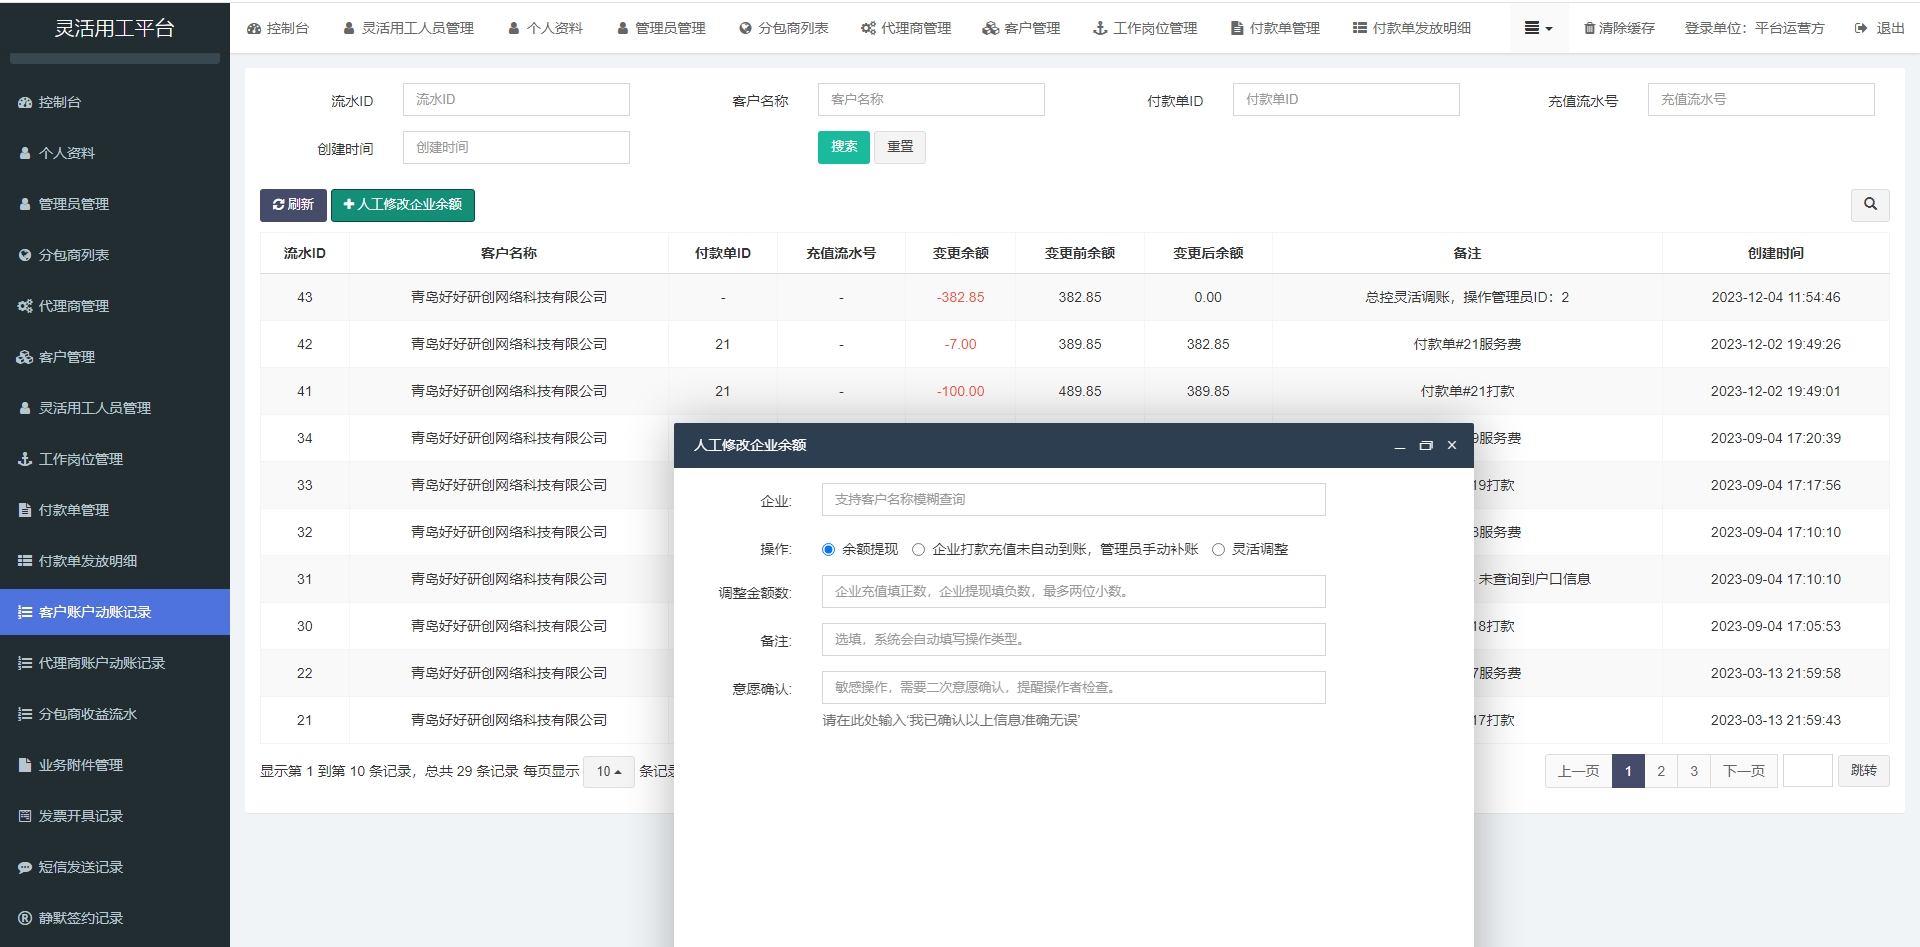 灵活用工平台
控制台 灵活用工人员管理 个人资料 管理员管理 分包商列表 代理商管理 客户管理 工作岗位管理 付款单管理 付款单发放明细 清除缓存 登录单位：平台运营方 退出
控制台
个人资料
管理员管理
分包商列表
代理商管理
客户管理
灵活用工人员管理
工作岗位管理
付款单管理
付款单发放明细
客户账户动账记录
代理商账户动账记录
分包商收益流水
业务附件管理
发票开具记录
短信发送记录
静默签约记录
流水ID 流水ID 客户名称 客户名称 付款单ID 付款单ID 充值流水号 充值流水号
创建时间 创建时间 搜索 重置
刷新 人工修改企业余额
流水ID 客户名称 付款单ID 充值流水号 变更余额 变更前余额 变更后余额 备注 创建时间
43 青岛好好研创网络科技有限公司 - - -382.85 382.85 0.00 总控灵活调账，操作管理员ID：2 2023-12-04 11:54:46
42 青岛好好研创网络科技有限公司 21 - -7.00 389.85 382.85 付款单#21服务费 2023-12-02 19:49:26
41 青岛好好研创网络科技有限公司 21 - -100.00 489.85 389.85 付款单#21打款 2023-12-02 19:49:01
34 青岛好好研创网络科技有限公司 9服务费 2023-09-04 17:20:39
33 青岛好好研创网络科技有限公司 19打款 2023-09-04 17:17:56
32 青岛好好研创网络科技有限公司 8服务费 2023-09-04 17:10:10
31 青岛好好研创网络科技有限公司 未查询到户口信息 2023-09-04 17:10:10
30 青岛好好研创网络科技有限公司 18打款 2023-09-04 17:05:53
22 青岛好好研创网络科技有限公司 7服务费 2023-03-13 21:59:58
21 青岛好好研创网络科技有限公司 17打款 2023-03-13 21:59:43
显示第 1 到第 10 条记录，总共 29 条记录 每页显示 10 条记录
上一页 1 2 3 下一页 跳转
人工修改企业余额
企业: 支持客户名称模糊查询
操作: 余额提现 企业打款充值未自动到账，管理员手动补账 灵活调整
调整金额数: 企业充值填正数，企业提现填负数，最多两位小数。
备注: 选填，系统会自动填写操作类型。
意愿确认: 敏感操作，需要二次意愿确认，提醒操作者检查。
请在此处输入'我已确认以上信息准确无误'